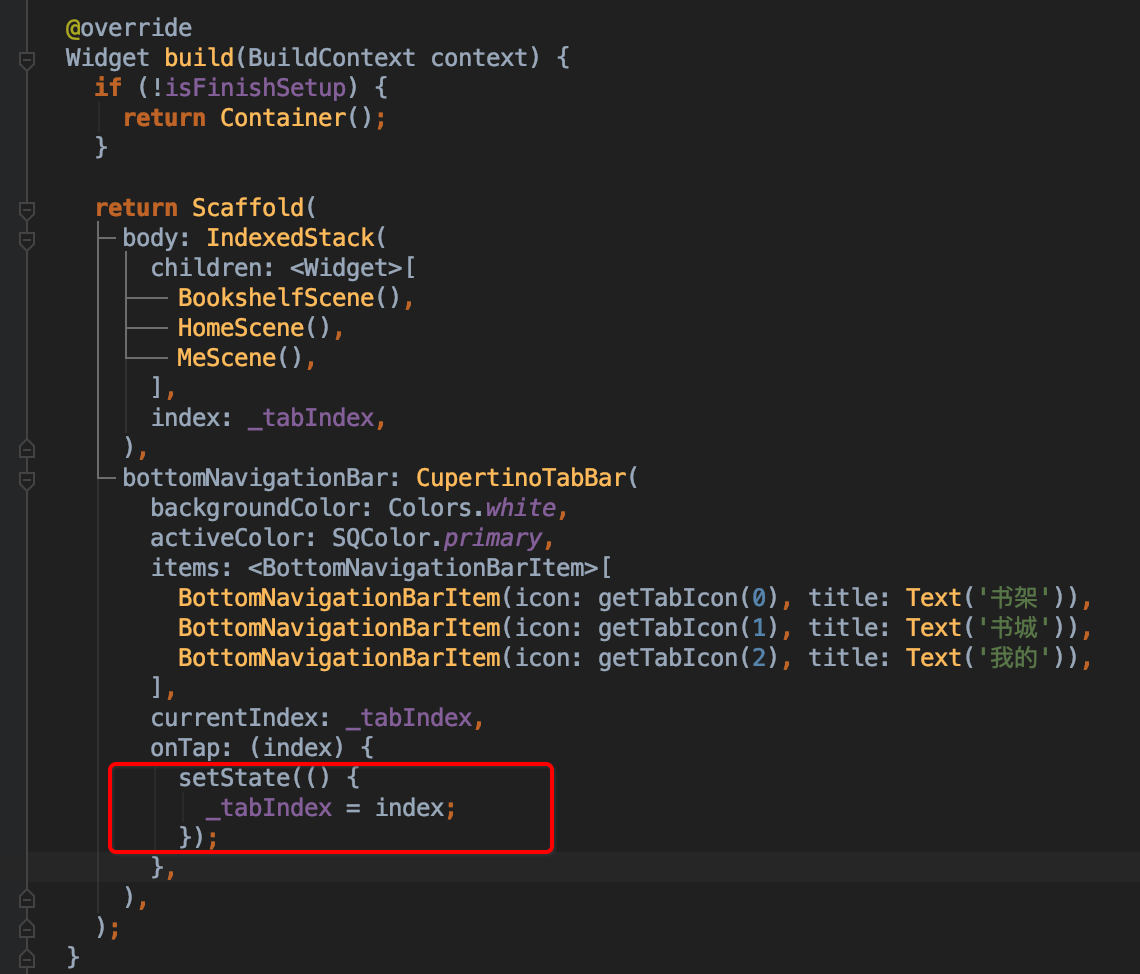 @override
Widget build(BuildContext context) {
  if (!isFinishSetup) {
    return Container();
  }

  return Scaffold(
    body: IndexedStack(
      children: <Widget>[
        BookshelfScene(),
        HomeScene(),
        MeScene(),
      ],
      index: _tabIndex,
    ),
    bottomNavigationBar: CupertinoTabBar(
      backgroundColor: Colors.white,
      activeColor: SQColor.primary,
      items: <BottomNavigationBarItem>[
        BottomNavigationBarItem(icon: getTabIcon(0), title: Text('书架')),
        BottomNavigationBarItem(icon: getTabIcon(1), title: Text('书城')),
        BottomNavigationBarItem(icon: getTabIcon(2), title: Text('我的')),
      ],
      currentIndex: _tabIndex,
      onTap: (index) {
        setState(() {
          _tabIndex = index;
        });
      },
    ),
  );
}